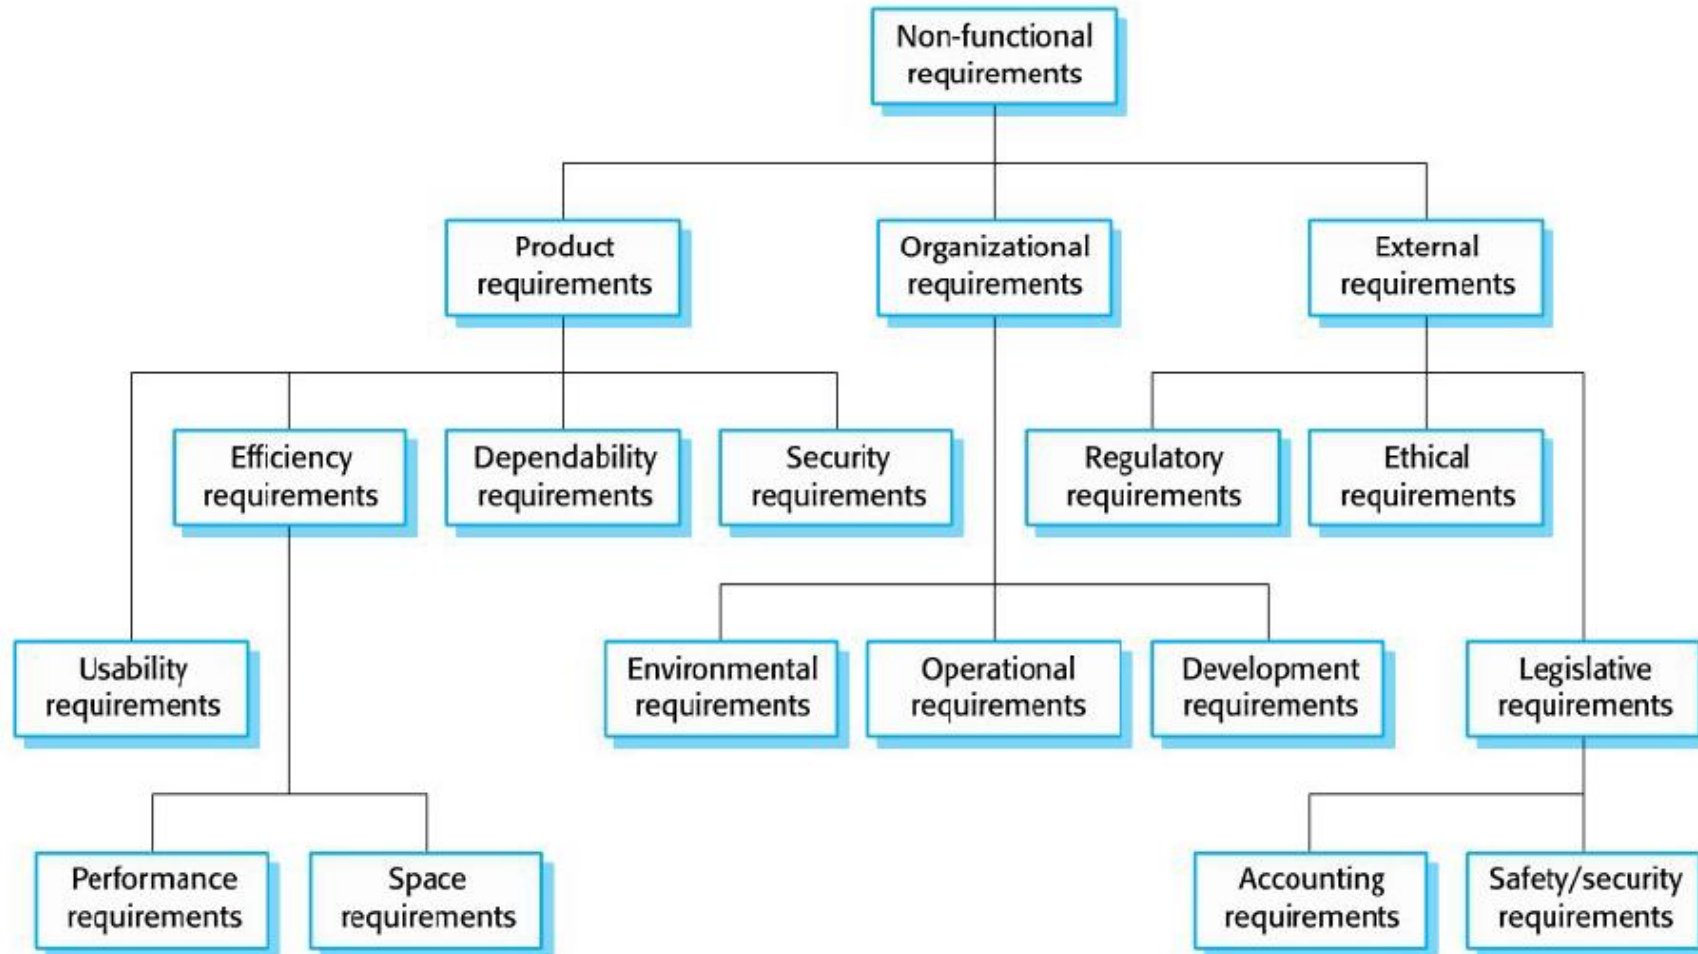 Non-functional
requirements
Product
requirements
Organizational
requirements
External
requirements
Efficiency
requirements
Dependability
requirements
Security
requirements
Regulatory
requirements
Ethical
requirements
Usability
requirements
Environmental
requirements
Operational
requirements
Development
requirements
Legislative
requirements
Performance
requirements
Space
requirements
Accounting
requirements
Safety/security
requirements